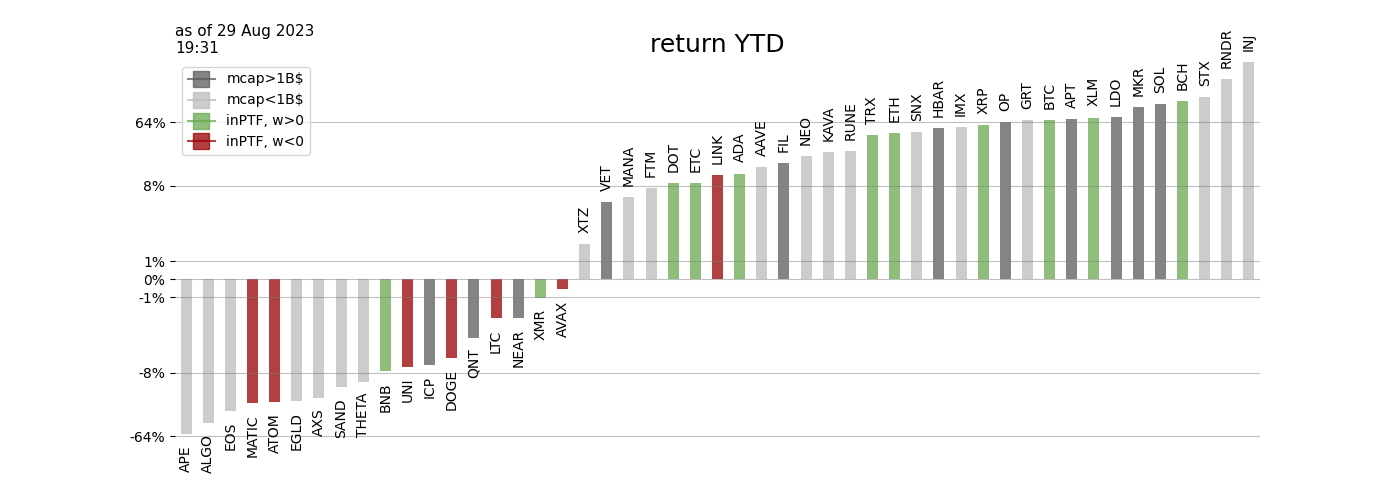 as of 29 Aug 2023
19:31
return YTD
mcap>1B$
mcap<1B$
inPTF, w>0
inPTF, w<0
64%
8%
1%
0%
-1%
-8%
-64%
APE
ALGO
EOS
MATIC
ATOM
EGLD
AXS
SAND
THETA
BNB
UNI
ICP
DOGE
QNT
LTC
NEAR
XMR
AVAX
XTZ
VET
MANA
FTM
DOT
ETC
LINK
ADA
AAVE
FIL
NEO
KAVA
RUNE
TRX
ETH
SNX
HBAR
IMX
XRP
OP
GRT
BTC
APT
XLM
LDO
MKR
SOL
BCH
STX
RNDR
INJ